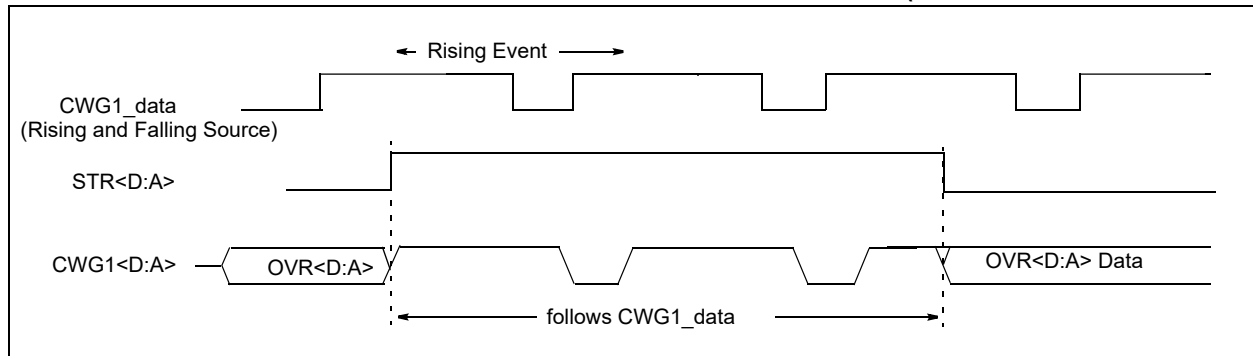 Rising Event
CWG1_data
(Rising and Falling Source)
STR<D:A>
CWG1<D:A>
OVR<D:A>
OVR<D:A> Data
follows CWG1_data